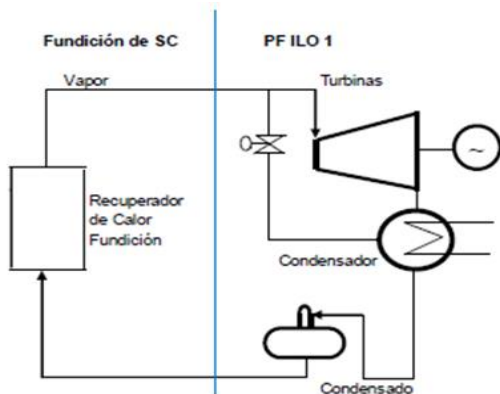 Fundición de SC
PF ILO 1
Vapor
Turbinas
Recuperador
de Calor
Fundición
Condensador
Condensado